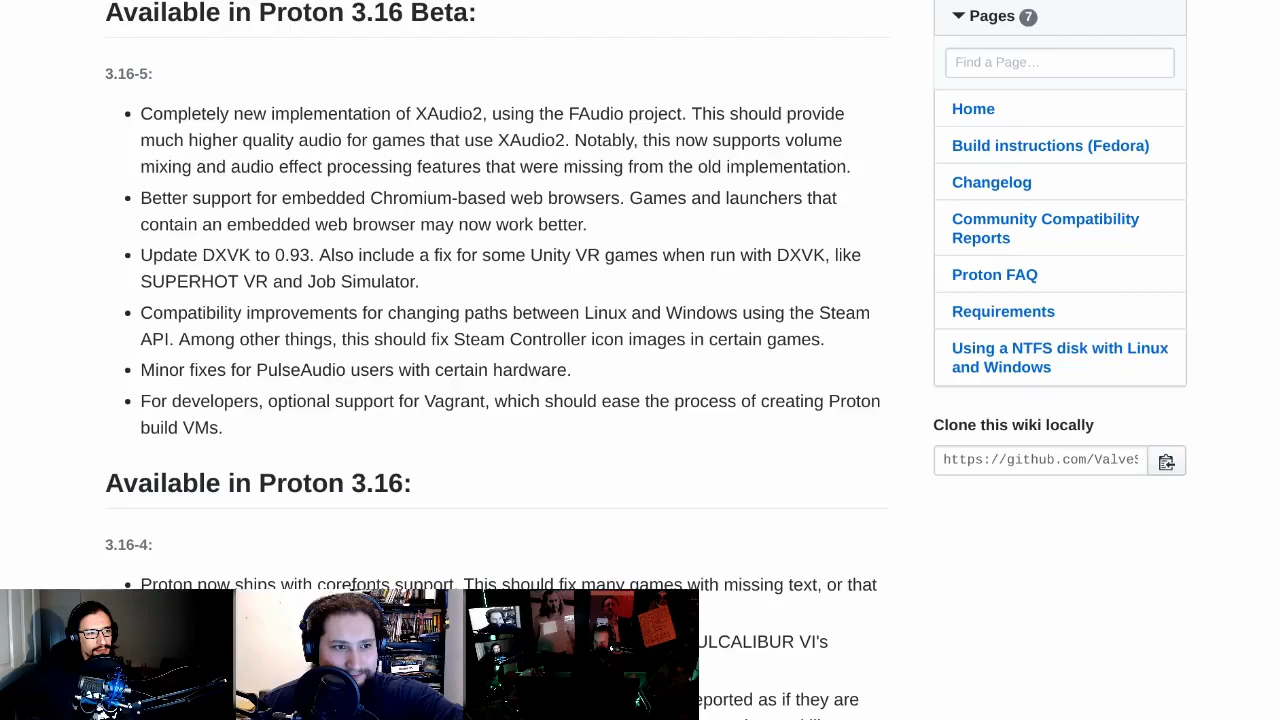 Available in Proton 3.16 Beta:
3.16-5:
Completely new implementation of XAudio2, using the FAudio project. This should provide
much higher quality audio for games that use XAudio2. Notably, this now supports volume
mixing and audio effect processing features that were missing from the old implementation.
Better support for embedded Chromium-based web browsers. Games and launchers that
contain an embedded web browser may now work better.
Update DXVK to 0.93. Also include a fix for some Unity VR games when run with DXVK, like
SUPERHOT VR and Job Simulator.
Compatibility improvements for changing paths between Linux and Windows using the Steam
API. Among other things, this should fix Steam Controller icon images in certain games.
Minor fixes for PulseAudio users with certain hardware.
For developers, optional support for Vagrant, which should ease the process of creating Proton
build VMs.
Available in Proton 3.16:
3.16-4:
Proton now ships with corefonts support. This should fix many games with missing text, or that
ULCALIBUR VI's
eported as if they are
Pages 7
Find a Page…
Home
Build instructions (Fedora)
Changelog
Community Compatibility
Reports
Proton FAQ
Requirements
Using a NTFS disk with Linux
and Windows
Clone this wiki locally
https://github.com/ValveS